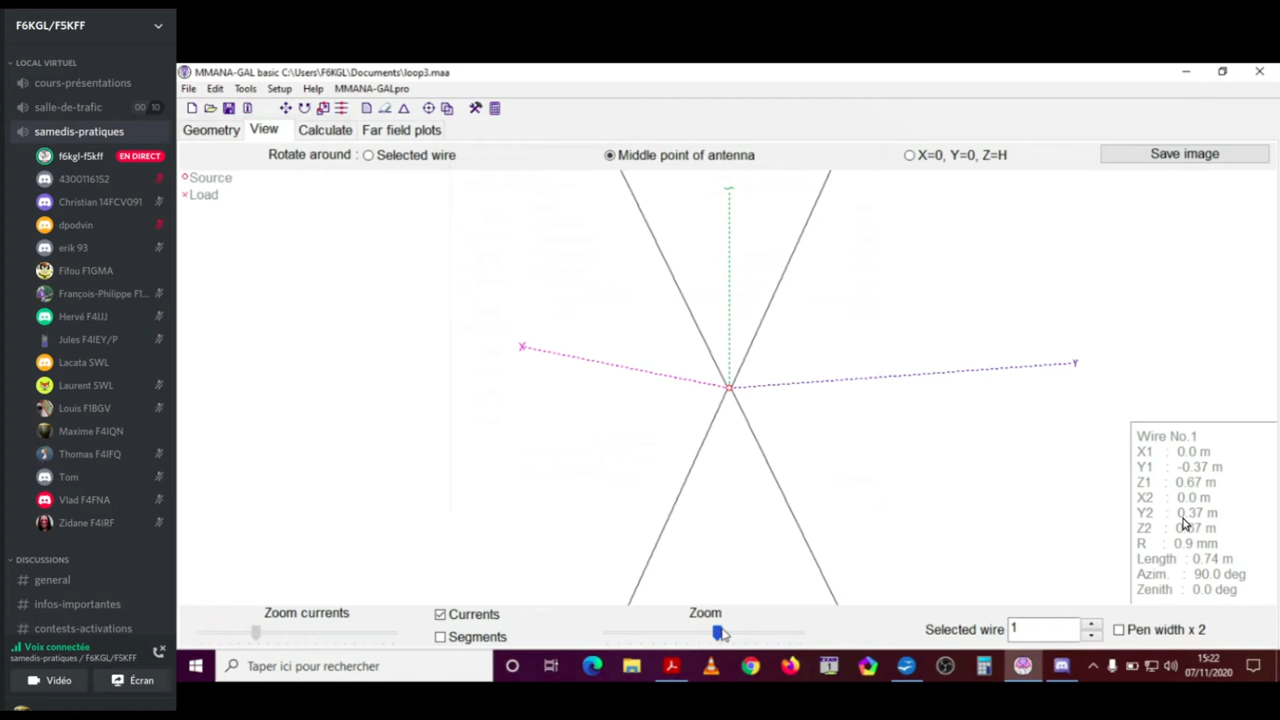 F6KGL/F5KFF
LOCAL VIRTUEL
cours-présentations
salle-de-trafic 00 10
samedis-pratiques
f6kgl-f5kff EN DIRECT
4300116152
Christian 14FCV091
dpodvin
erik 93
Fifou F1GMA
François-Philippe F1...
Hervé F4IJJ
Jules F4IEY/P
Lacata SWL
Laurent SWL
Louis F1BGV
Maxime F4IQN
Thomas F4IFQ
Tom
Vlad F4FNA
Zidane F4IRF
DISCUSSIONS
general
infos-importantes
contests-activations
Voix connectée
samedis-pratiques / F6KGL/F5KFF
Vidéo Écran
MMANA-GAL basic C:\Users\F6KGL\Documents\loop3.maa
File Edit Tools Setup Help MMANA-GALpro
Geometry View Calculate Far field plots
Rotate around : Selected wire Middle point of antenna X=0, Y=0, Z=H Save image
Source
Load
X
Y
Wire No.1
X1 : 0.0 m
Y1 : -0.37 m
Z1 : 0.67 m
X2 : 0.0 m
Y2 : 0.37 m
Z2 : 0.67 m
R : 0.9 mm
Length : 0.74 m
Azim. : 90.0 deg
Zenith : 0.0 deg
Zoom currents Currents Zoom
Segments Selected wire 1 Pen width x 2
Taper ici pour rechercher
15:22
07/11/2020